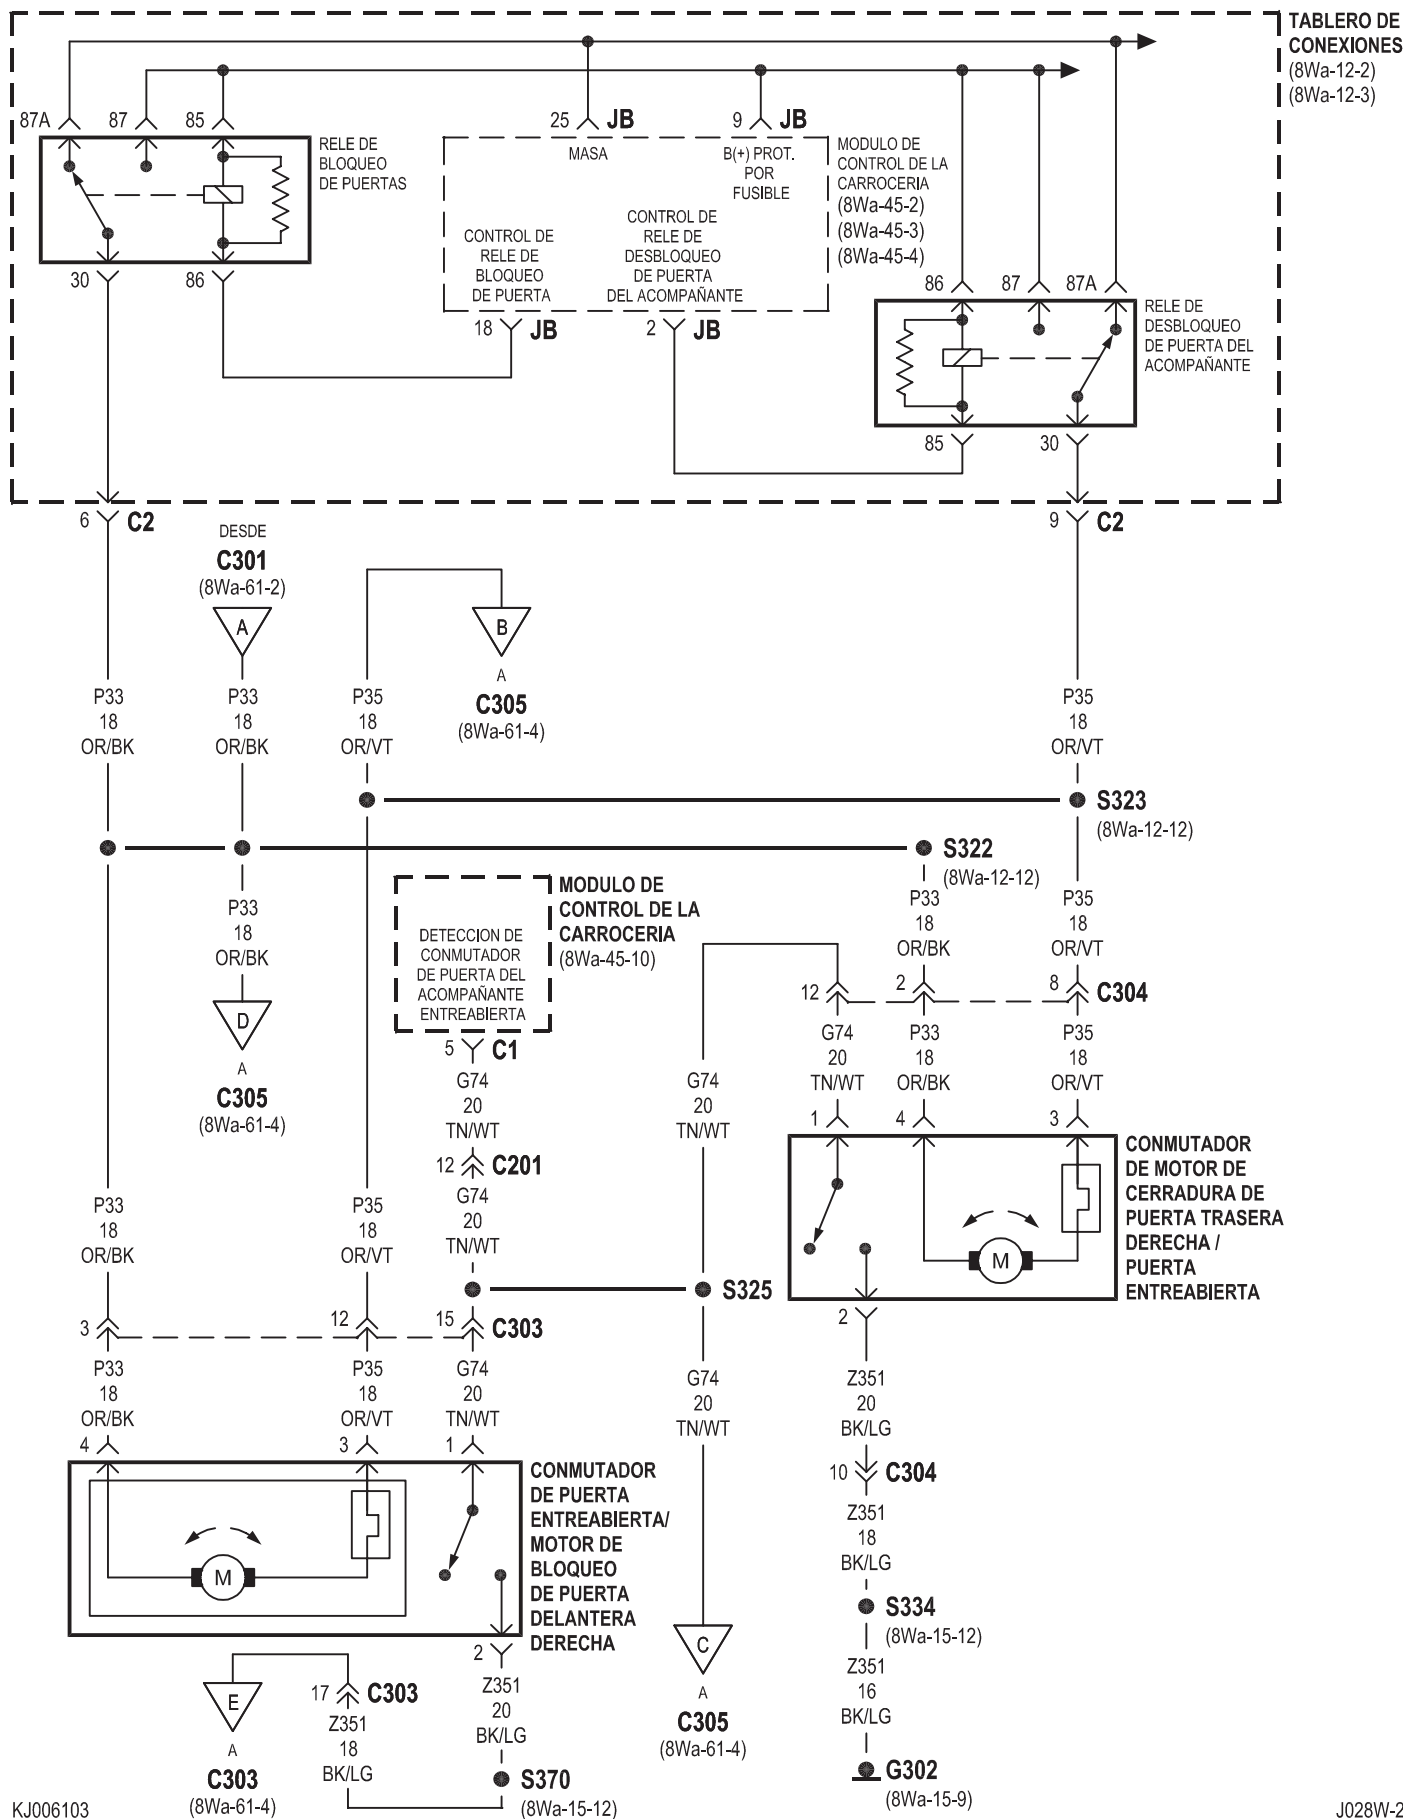 TABLERO DE
CONEXIONES
(8Wa-12-2)
(8Wa-12-3)
87A
87
85
25
JB
9
JB
RELE DE
BLOQUEO
DE PUERTAS
MASA
B(+) PROT.
POR
FUSIBLE
MODULO DE
CONTROL DE LA
CARROCERIA
(8Wa-45-2)
(8Wa-45-3)
(8Wa-45-4)
CONTROL DE
RELE DE
BLOQUEO
DE PUERTA
CONTROL DE
RELE DE
DESBLOQUEO
DE PUERTA
DEL ACOMPAÑANTE
30
86
18
JB
2
JB
86
87
87A
RELE DE
DESBLOQUEO
DE PUERTA DEL
ACOMPAÑANTE
85
30
6
C2
9
C2
DESDE
C301
(8Wa-61-2)
A
B
A
C305
(8Wa-61-4)
P33
18
OR/BK
P33
18
OR/BK
P35
18
OR/VT
P35
18
OR/VT
S323
(8Wa-12-12)
S322
(8Wa-12-12)
P33
18
OR/BK
MODULO DE
CONTROL DE LA
CARROCERIA
(8Wa-45-10)
DETECCION DE
CONMUTADOR
DE PUERTA DEL
ACOMPAÑANTE
ENTREABIERTA
P33
18
OR/BK
P35
18
OR/VT
12
2
8
C304
D
A
C305
(8Wa-61-4)
5
C1
G74
20
TN/WT
G74
20
TN/WT
G74
20
TN/WT
P33
18
OR/BK
P35
18
OR/VT
1
4
3
CONMUTADOR
DE MOTOR DE
CERRADURA DE
PUERTA TRASERA
DERECHA /
PUERTA
ENTREABIERTA
M
12
C201
P33
18
OR/BK
P35
18
OR/VT
G74
20
TN/WT
S325
3
12
15
C303
2
P33
18
OR/BK
P35
18
OR/VT
G74
20
TN/WT
G74
20
TN/WT
Z351
20
BK/LG
4
3
1
M
CONMUTADOR
DE PUERTA
ENTREABIERTA/
MOTOR DE
BLOQUEO
DE PUERTA
DELANTERA
DERECHA
10
C304
Z351
18
BK/LG
S334
(8Wa-15-12)
Z351
16
BK/LG
G302
(8Wa-15-9)
C
A
C305
(8Wa-61-4)
2
Z351
20
BK/LG
S370
(8Wa-15-12)
17
C303
Z351
18
BK/LG
E
A
C303
(8Wa-61-4)
KJ006103
J028W-2